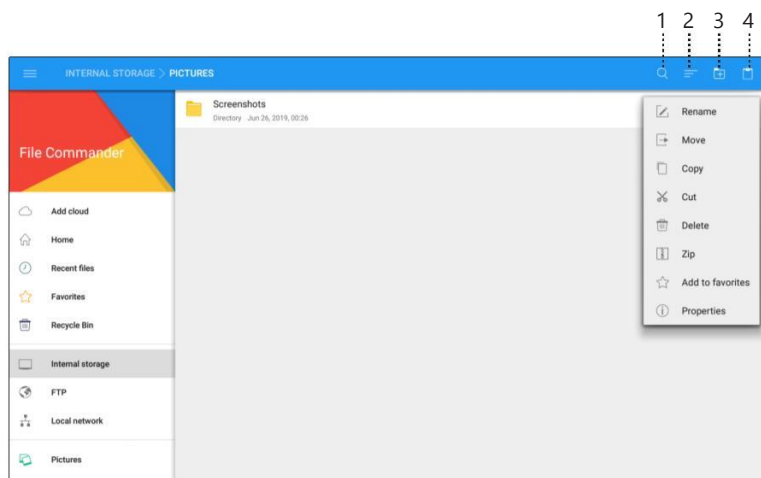 1 2 3 4
INTERNAL STORAGE > PICTURES
Screenshots
Directory Jun 26, 2019, 00:26
File Commander
Add cloud
Home
Recent files
Favorites
Recycle Bin
Internal storage
FTP
Local network
Pictures
Rename
Move
Copy
Cut
Delete
Zip
Add to favorites
Properties